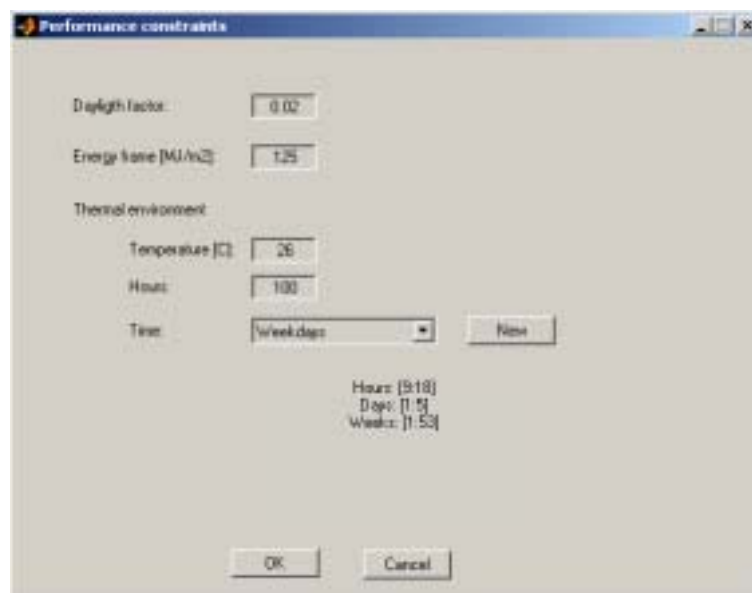 Performance constraints
Dayligth factor: 0.02
Energy frame [MJ/m2]: 125
Thermal environment
Temperature [C]: 26
Hours: 100
Time: Weekdays New
Hours: [9:18]
Days: [1:5]
Weeks: [1:53]
OK Cancel